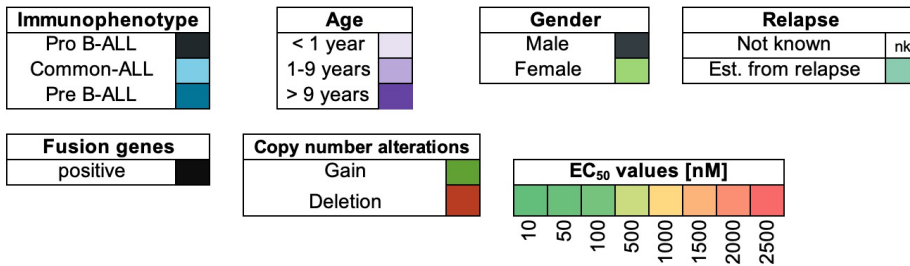 Immunophenotype
Pro B-ALL
Common-ALL
Pre B-ALL
Age
< 1 year
1-9 years
> 9 years
Gender
Male
Female
Relapse
Not known nk
Est. from relapse
Fusion genes
positive
Copy number alterations
Gain
Deletion
EC₅₀ values [nM]
10 50 100 500 1000 1500 2000 2500